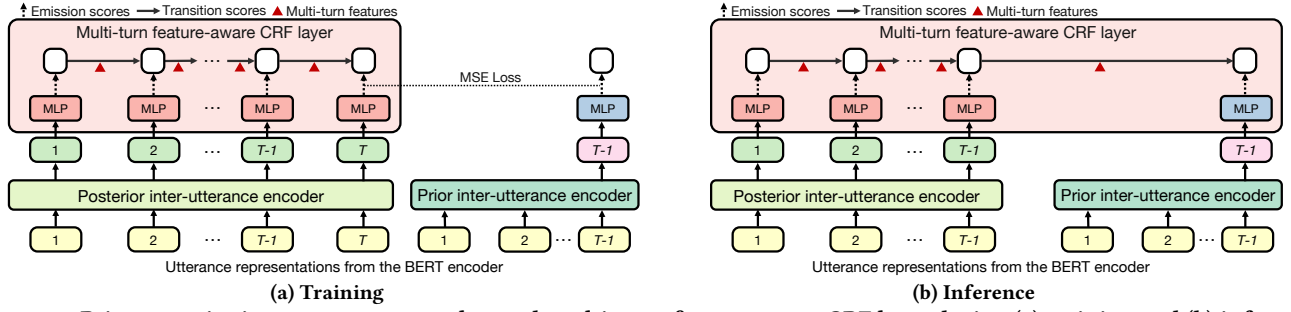 Emission scores Transition scores Multi-turn features
Multi-turn feature-aware CRF layer
...
MSE Loss
MLP MLP ... MLP MLP MLP
1 2 ... T-1 T T-1
Posterior inter-utterance encoder Prior inter-utterance encoder
1 2 ... T-1 T 1 2 ... T-1
Utterance representations from the BERT encoder
(a) Training
Emission scores Transition scores Multi-turn features
Multi-turn feature-aware CRF layer
...
MLP MLP ... MLP MLP
1 2 ... T-1 T-1
Posterior inter-utterance encoder Prior inter-utterance encoder
1 2 ... T-1 1 2 ... T-1
Utterance representations from the BERT encoder
(b) Inference